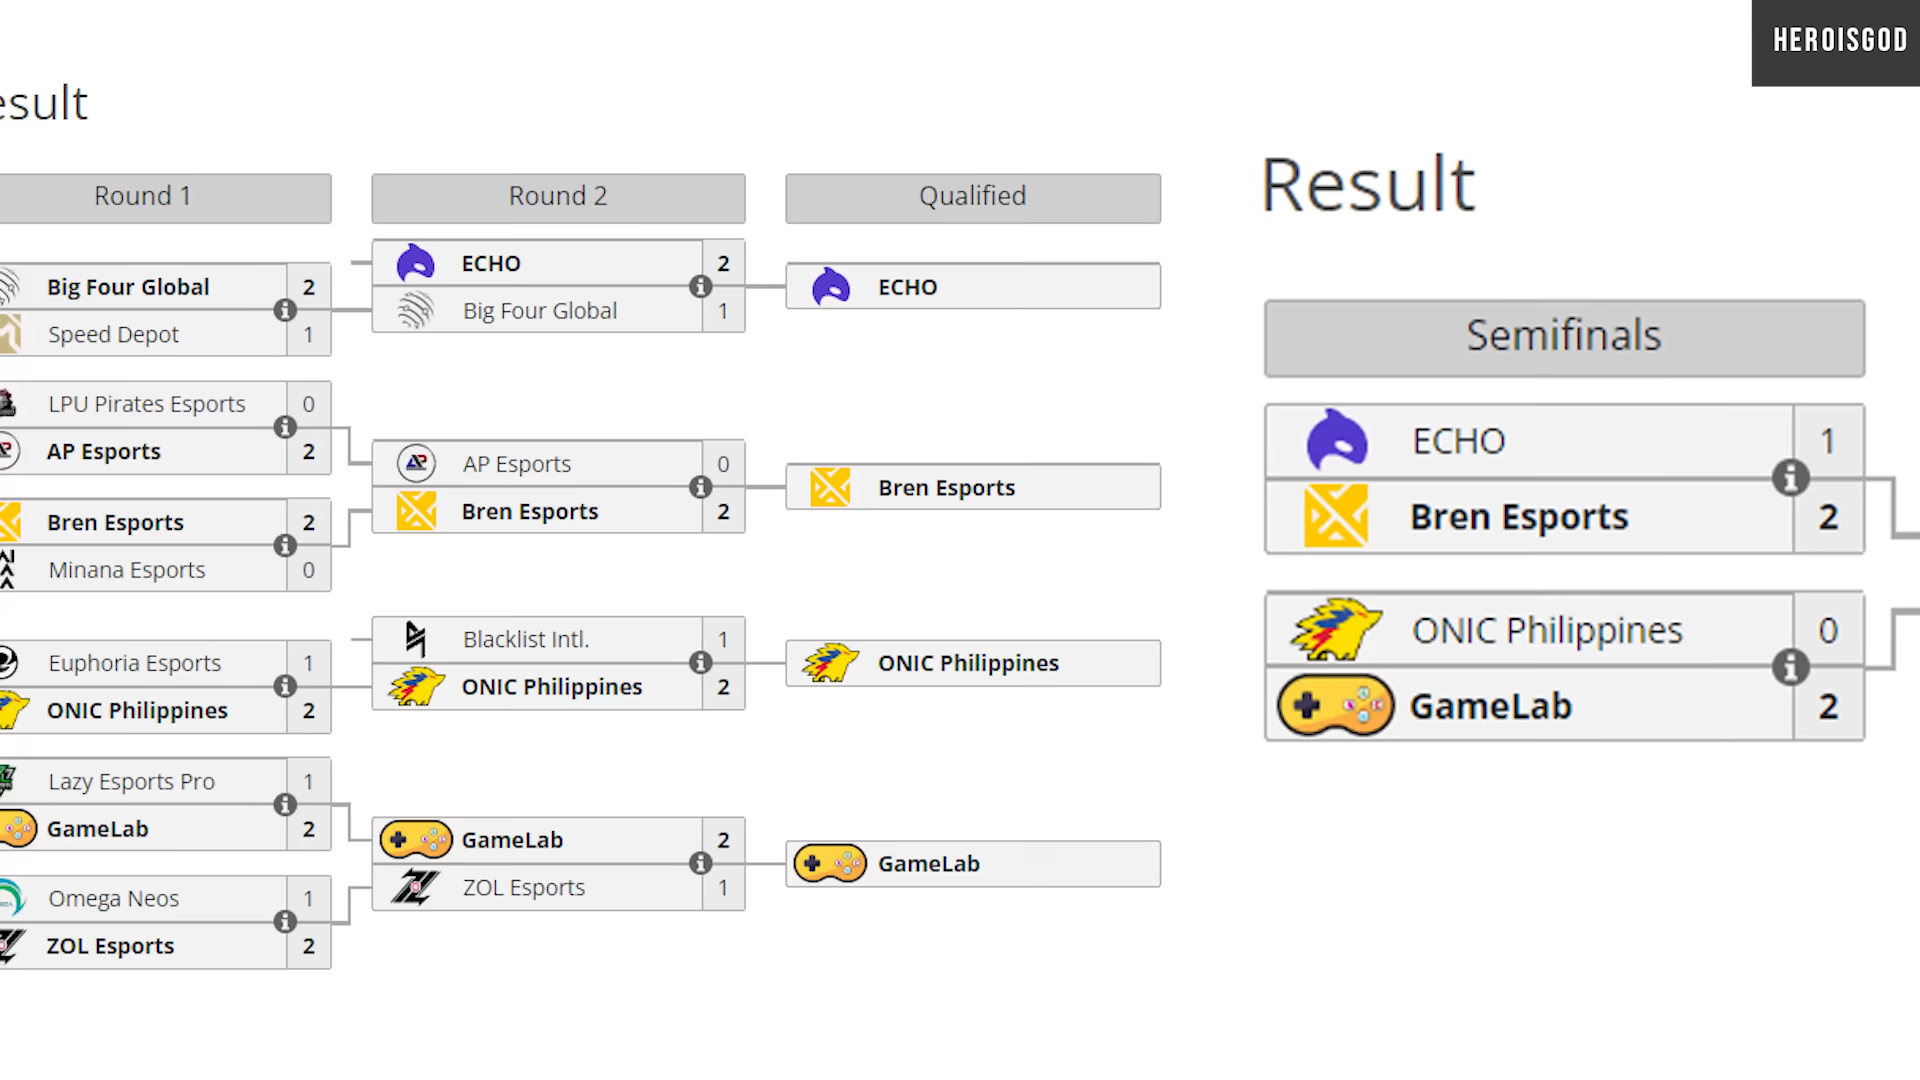 HEROISGOD
esult
Round 1
Big Four Global 2
Speed Depot 1
LPU Pirates Esports 0
AP Esports 2
Bren Esports 2
Minana Esports 0
Euphoria Esports 1
ONIC Philippines 2
Lazy Esports Pro 1
GameLab 2
Omega Neos 1
ZOL Esports 2
Round 2
ECHO 2
Big Four Global 1
AP Esports 0
Bren Esports 2
Blacklist Intl. 1
ONIC Philippines 2
GameLab 2
ZOL Esports 1
Qualified
ECHO
Bren Esports
ONIC Philippines
GameLab
Result
Semifinals
ECHO 1
Bren Esports 2
ONIC Philippines 0
GameLab 2